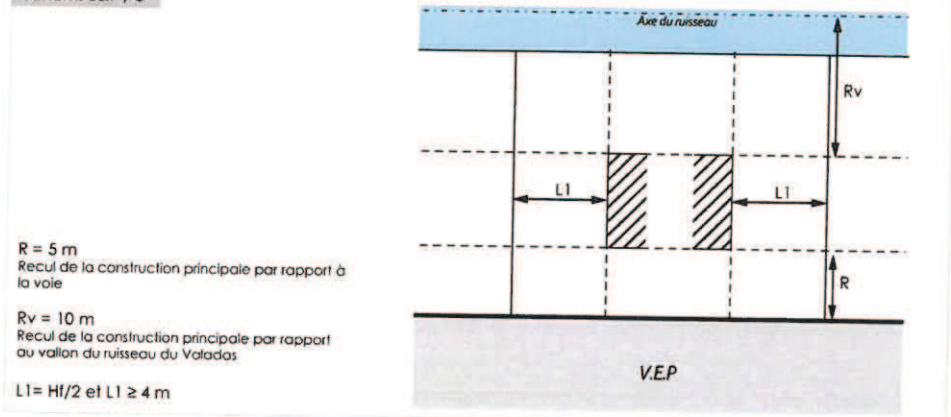 Axe du ruisseau
Rv
L1
L1
R
R = 5 m
Recul de la construction principale par rapport à
la voie
Rv = 10 m
Recul de la construction principale par rapport
au vallon du ruisseau du Valadas
L1= Hf/2 et L1 ≥ 4 m
V.E.P